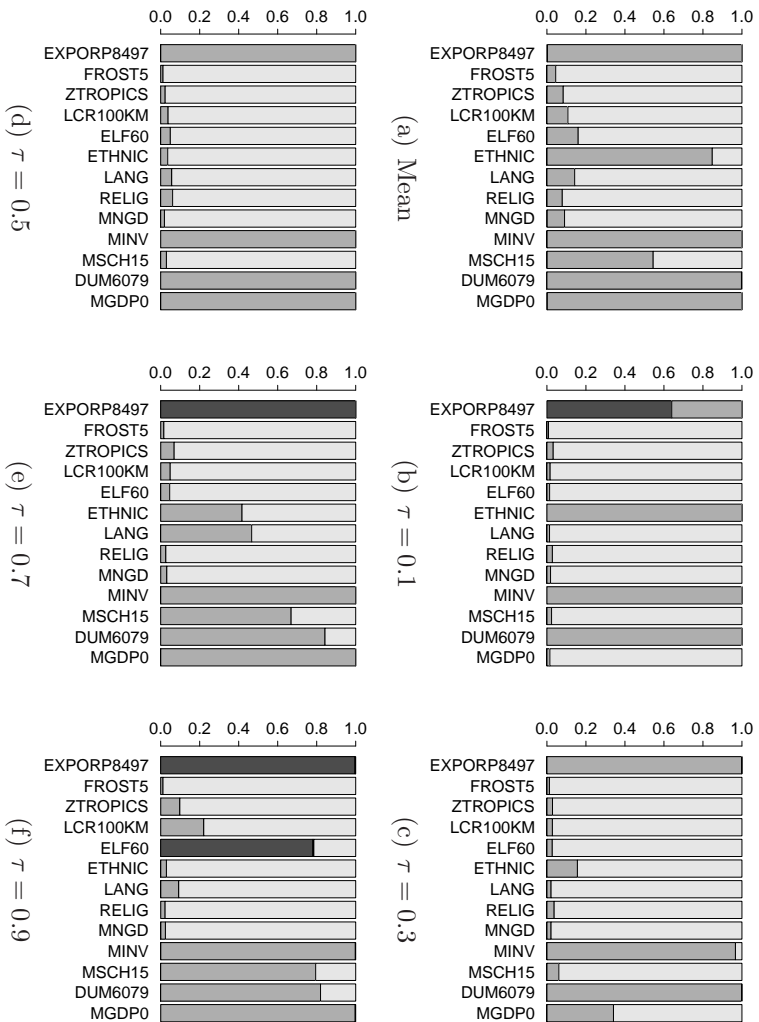 0.0 0.2 0.4 0.6 0.8 1.0
EXPORP8497
FROST5
ZTROPICS
LCR100KM
ELF60
ETHNIC
LANG
RELIG
MNGD
MINV
MSCH15
DUM6079
MGDP0
(a) Mean
0.0 0.2 0.4 0.6 0.8 1.0
EXPORP8497
FROST5
ZTROPICS
LCR100KM
ELF60
ETHNIC
LANG
RELIG
MNGD
MINV
MSCH15
DUM6079
MGDP0
(b) τ = 0.1
0.0 0.2 0.4 0.6 0.8 1.0
EXPORP8497
FROST5
ZTROPICS
LCR100KM
ELF60
ETHNIC
LANG
RELIG
MNGD
MINV
MSCH15
DUM6079
MGDP0
(c) τ = 0.3
0.0 0.2 0.4 0.6 0.8 1.0
EXPORP8497
FROST5
ZTROPICS
LCR100KM
ELF60
ETHNIC
LANG
RELIG
MNGD
MINV
MSCH15
DUM6079
MGDP0
(d) τ = 0.5
0.0 0.2 0.4 0.6 0.8 1.0
EXPORP8497
FROST5
ZTROPICS
LCR100KM
ELF60
ETHNIC
LANG
RELIG
MNGD
MINV
MSCH15
DUM6079
MGDP0
(e) τ = 0.7
0.0 0.2 0.4 0.6 0.8 1.0
EXPORP8497
FROST5
ZTROPICS
LCR100KM
ELF60
ETHNIC
LANG
RELIG
MNGD
MINV
MSCH15
DUM6079
MGDP0
(f) τ = 0.9